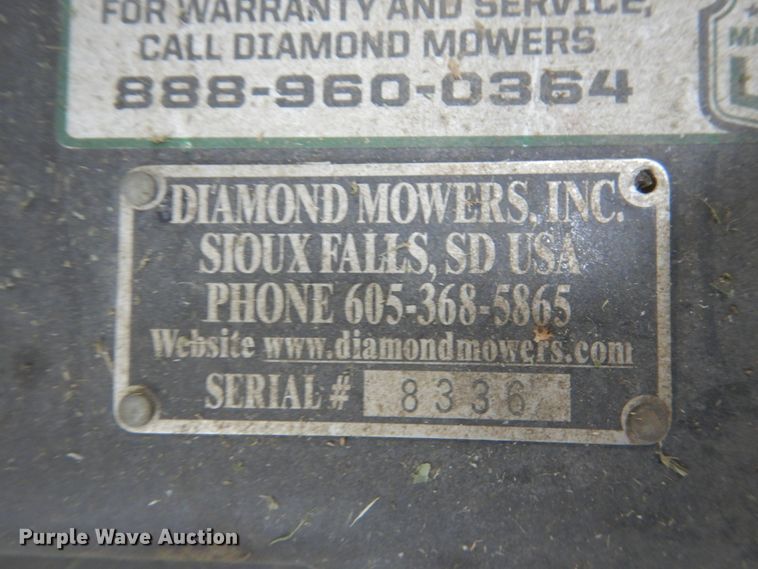 FOR WARRANTY AND SERVICE,
CALL DIAMOND MOWERS
888-960-0364
DIAMOND MOWERS, INC.
SIOUX FALLS, SD USA
PHONE 605-368-5865
Website www.diamondmowers.com
SERIAL # 8336
Purple Wave Auction